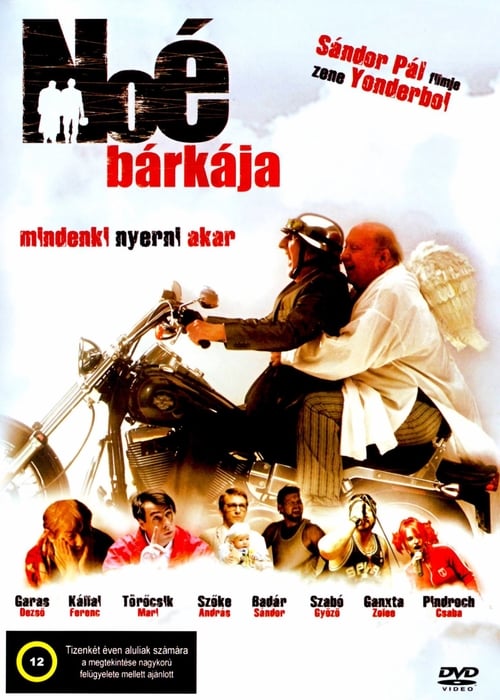 Noé
bárkája
Sándor Pál filmje
zene Yonderboi
mindenki nyerni akar
Garas Dezső
Kállai Ferenc
Törőcsik Mari
Szőke András
Badár Sándor
Szabó Győző
Ganxta Zolee
Pindroch Csaba
12
Tizenkét éven aluliak számára
a megtekintése nagykorú
felügyelete mellett ajánlott
DVD
VIDEO